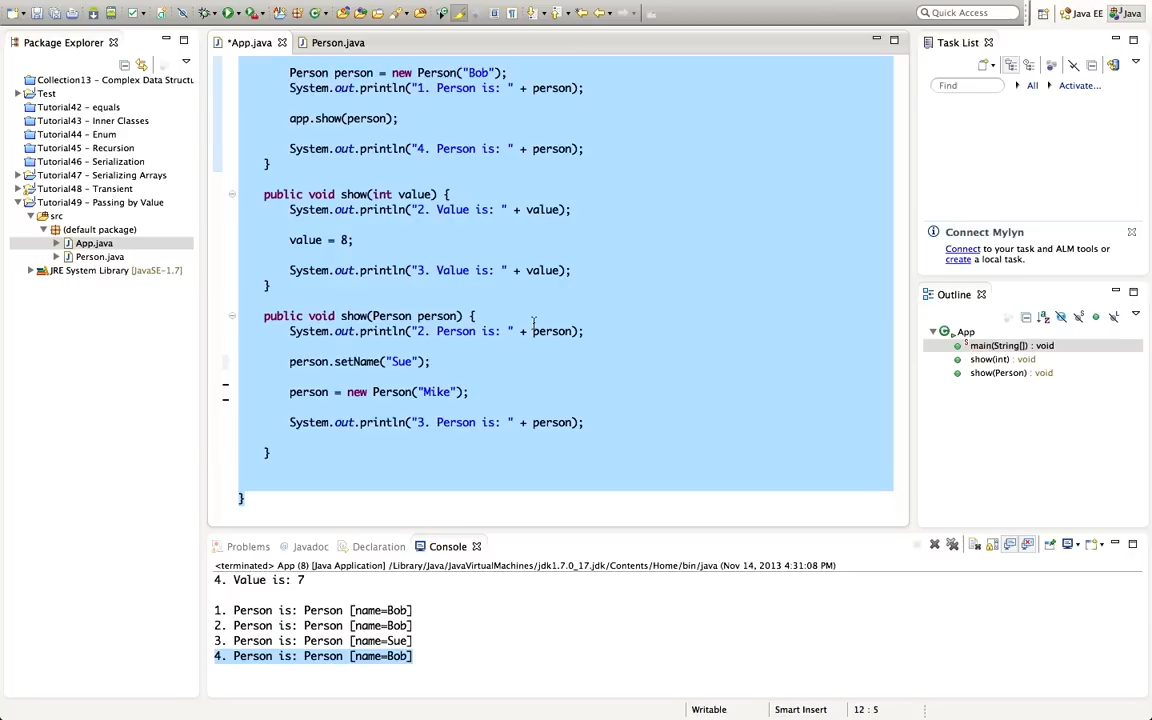 Quick Access
Java EE
Java
Package Explorer
Collection13 - Complex Data Structu
Test
Tutorial42 - equals
Tutorial43 - Inner Classes
Tutorial44 - Enum
Tutorial45 - Recursion
Tutorial46 - Serialization
Tutorial47 - Serializing Arrays
Tutorial48 - Transient
Tutorial49 - Passing by Value
src
(default package)
App.java
Person.java
JRE System Library [JavaSE-1.7]
*App.java
Person.java
Person person = new Person("Bob");
System.out.println("1. Person is: " + person);
app.show(person);
System.out.println("4. Person is: " + person);
}
public void show(int value) {
System.out.println("2. Value is: " + value);
value = 8;
System.out.println("3. Value is: " + value);
}
public void show(Person person) {
System.out.println("2. Person is: " + person);
person.setName("Sue");
person = new Person("Mike");
System.out.println("3. Person is: " + person);
}
}
Task List
Find
All
Activate...
Connect Mylyn
Connect to your task and ALM tools or
create a local task.
Outline
App
main(String[]) : void
show(int) : void
show(Person) : void
Problems
Javadoc
Declaration
Console
<terminated> App (8) [Java Application] /Library/Java/JavaVirtualMachines/jdk1.7.0_17.jdk/Contents/Home/bin/java (Nov 14, 2013 4:31:08 PM)
4. Value is: 7
1. Person is: Person [name=Bob]
2. Person is: Person [name=Bob]
3. Person is: Person [name=Sue]
4. Person is: Person [name=Bob]
Writable
Smart Insert
12 : 5